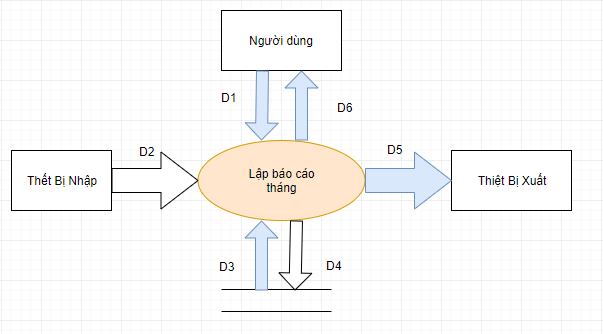 Người dùng
D1
D6
D2
D5
Thết Bị Nhập
Lập báo cáo
tháng
Thiệt Bị Xuất
D3
D4